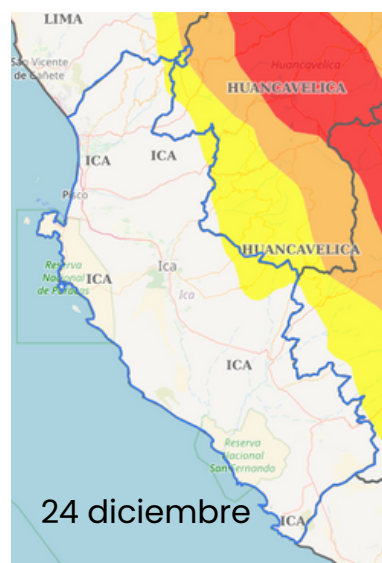 LIMA
San Vicente
de Cañete
Huancavelica
HUANCAVELICA
ICA
ICA
Pisco
HUANCAVELICA
Ica
Reserva
Nacional
de Paracas
ICA
Ica
ICA
Reserva
Nacional
San Fernando
24 diciembre
ICA